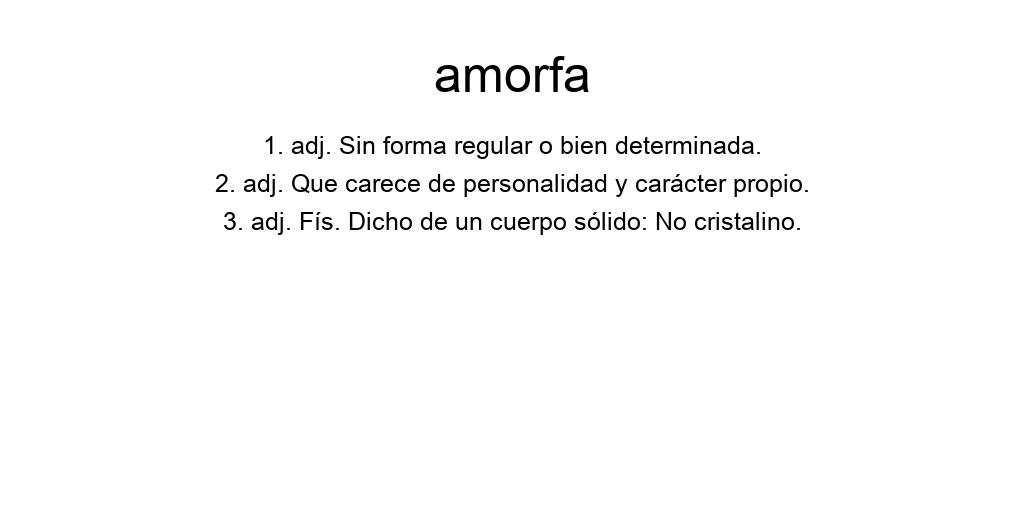 amorfa
1. adj. Sin forma regular o bien determinada.
2. adj. Que carece de personalidad y carácter propio.
3. adj. Fís. Dicho de un cuerpo sólido: No cristalino.